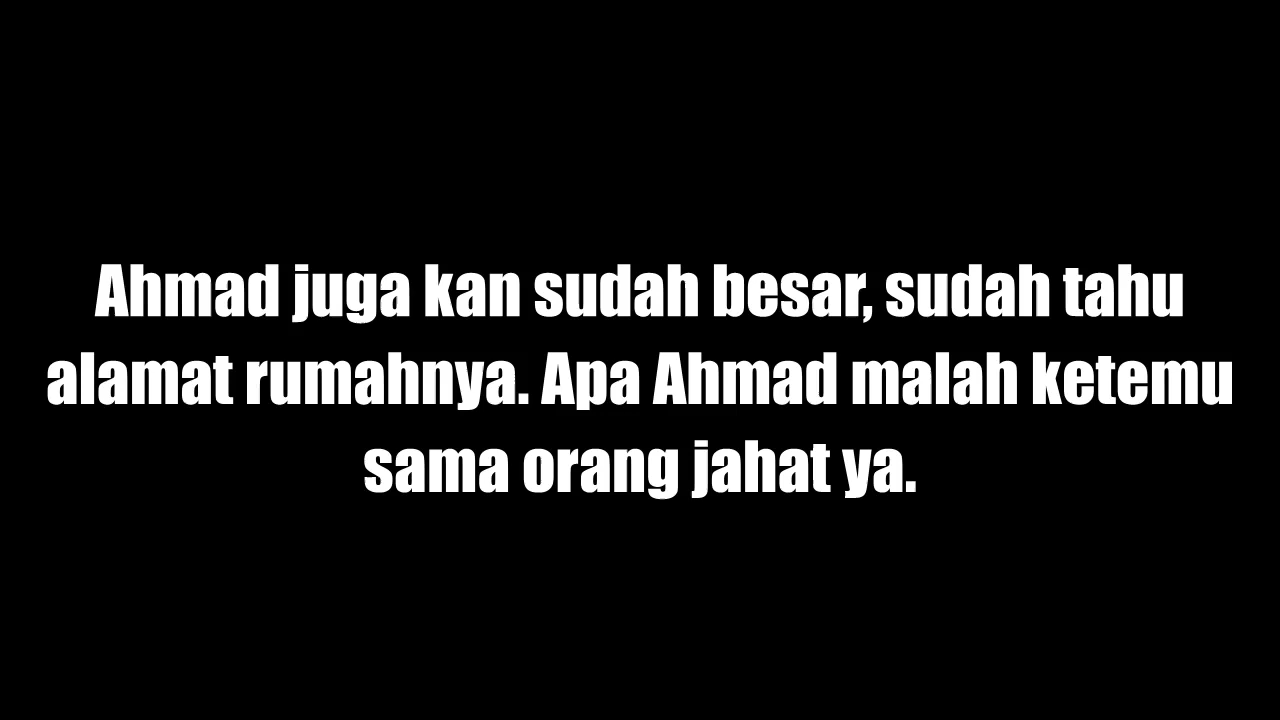 Ahmad juga kan sudah besar, sudah tahu
alamat rumahnya. Apa Ahmad malah ketemu
sama orang jahat ya.